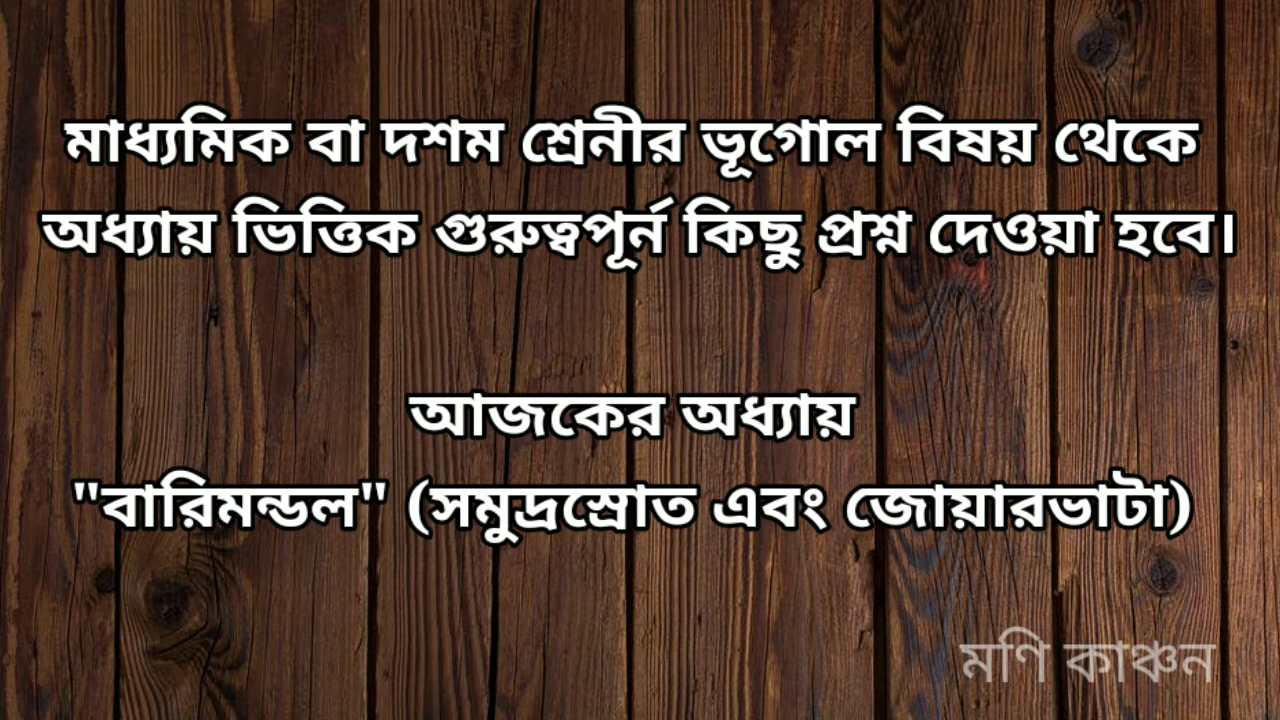 মাধ্যমিক বা দশম শ্রেনীর ভূগোল বিষয় থেকে
অধ্যায় ভিত্তিক গুরুত্বপূর্ন কিছু প্রশ্ন দেওয়া হবে।
আজকের অধ্যায়
"বারিমন্ডল" (সমুদ্রস্রোত এবং জোয়ারভাটা)
মণি কাঞ্চন